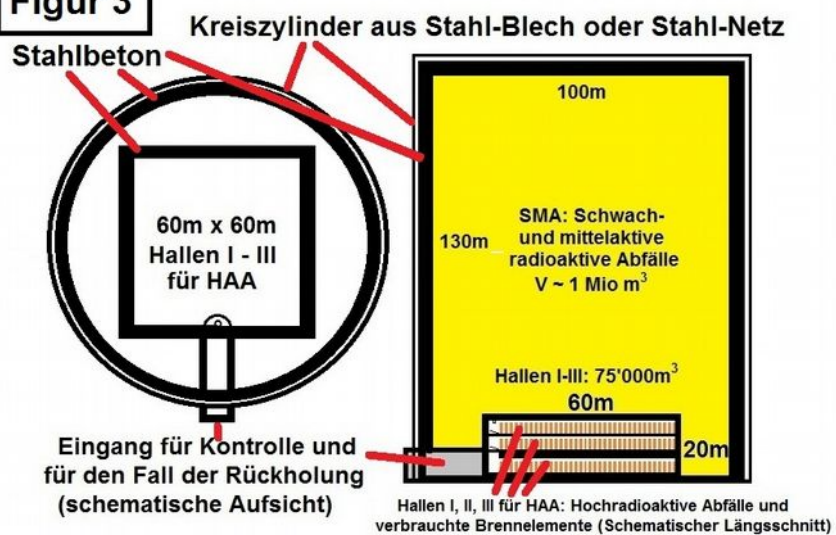 Figur 3
Kreiszylinder aus Stahl-Blech oder Stahl-Netz
Stahlbeton
60m x 60m
Hallen I - III
für HAA
Eingang für Kontrolle und
für den Fall der Rückholung
(schematische Aufsicht)
100m
130m
SMA: Schwach-
und mittelaktive
radioaktive Abfälle
V ~ 1 Mio m³
Hallen I-III: 75'000m³
60m
20m
Hallen I, II, III für HAA: Hochradioaktive Abfälle und
verbrauchte Brennelemente (Schematischer Längsschnitt)